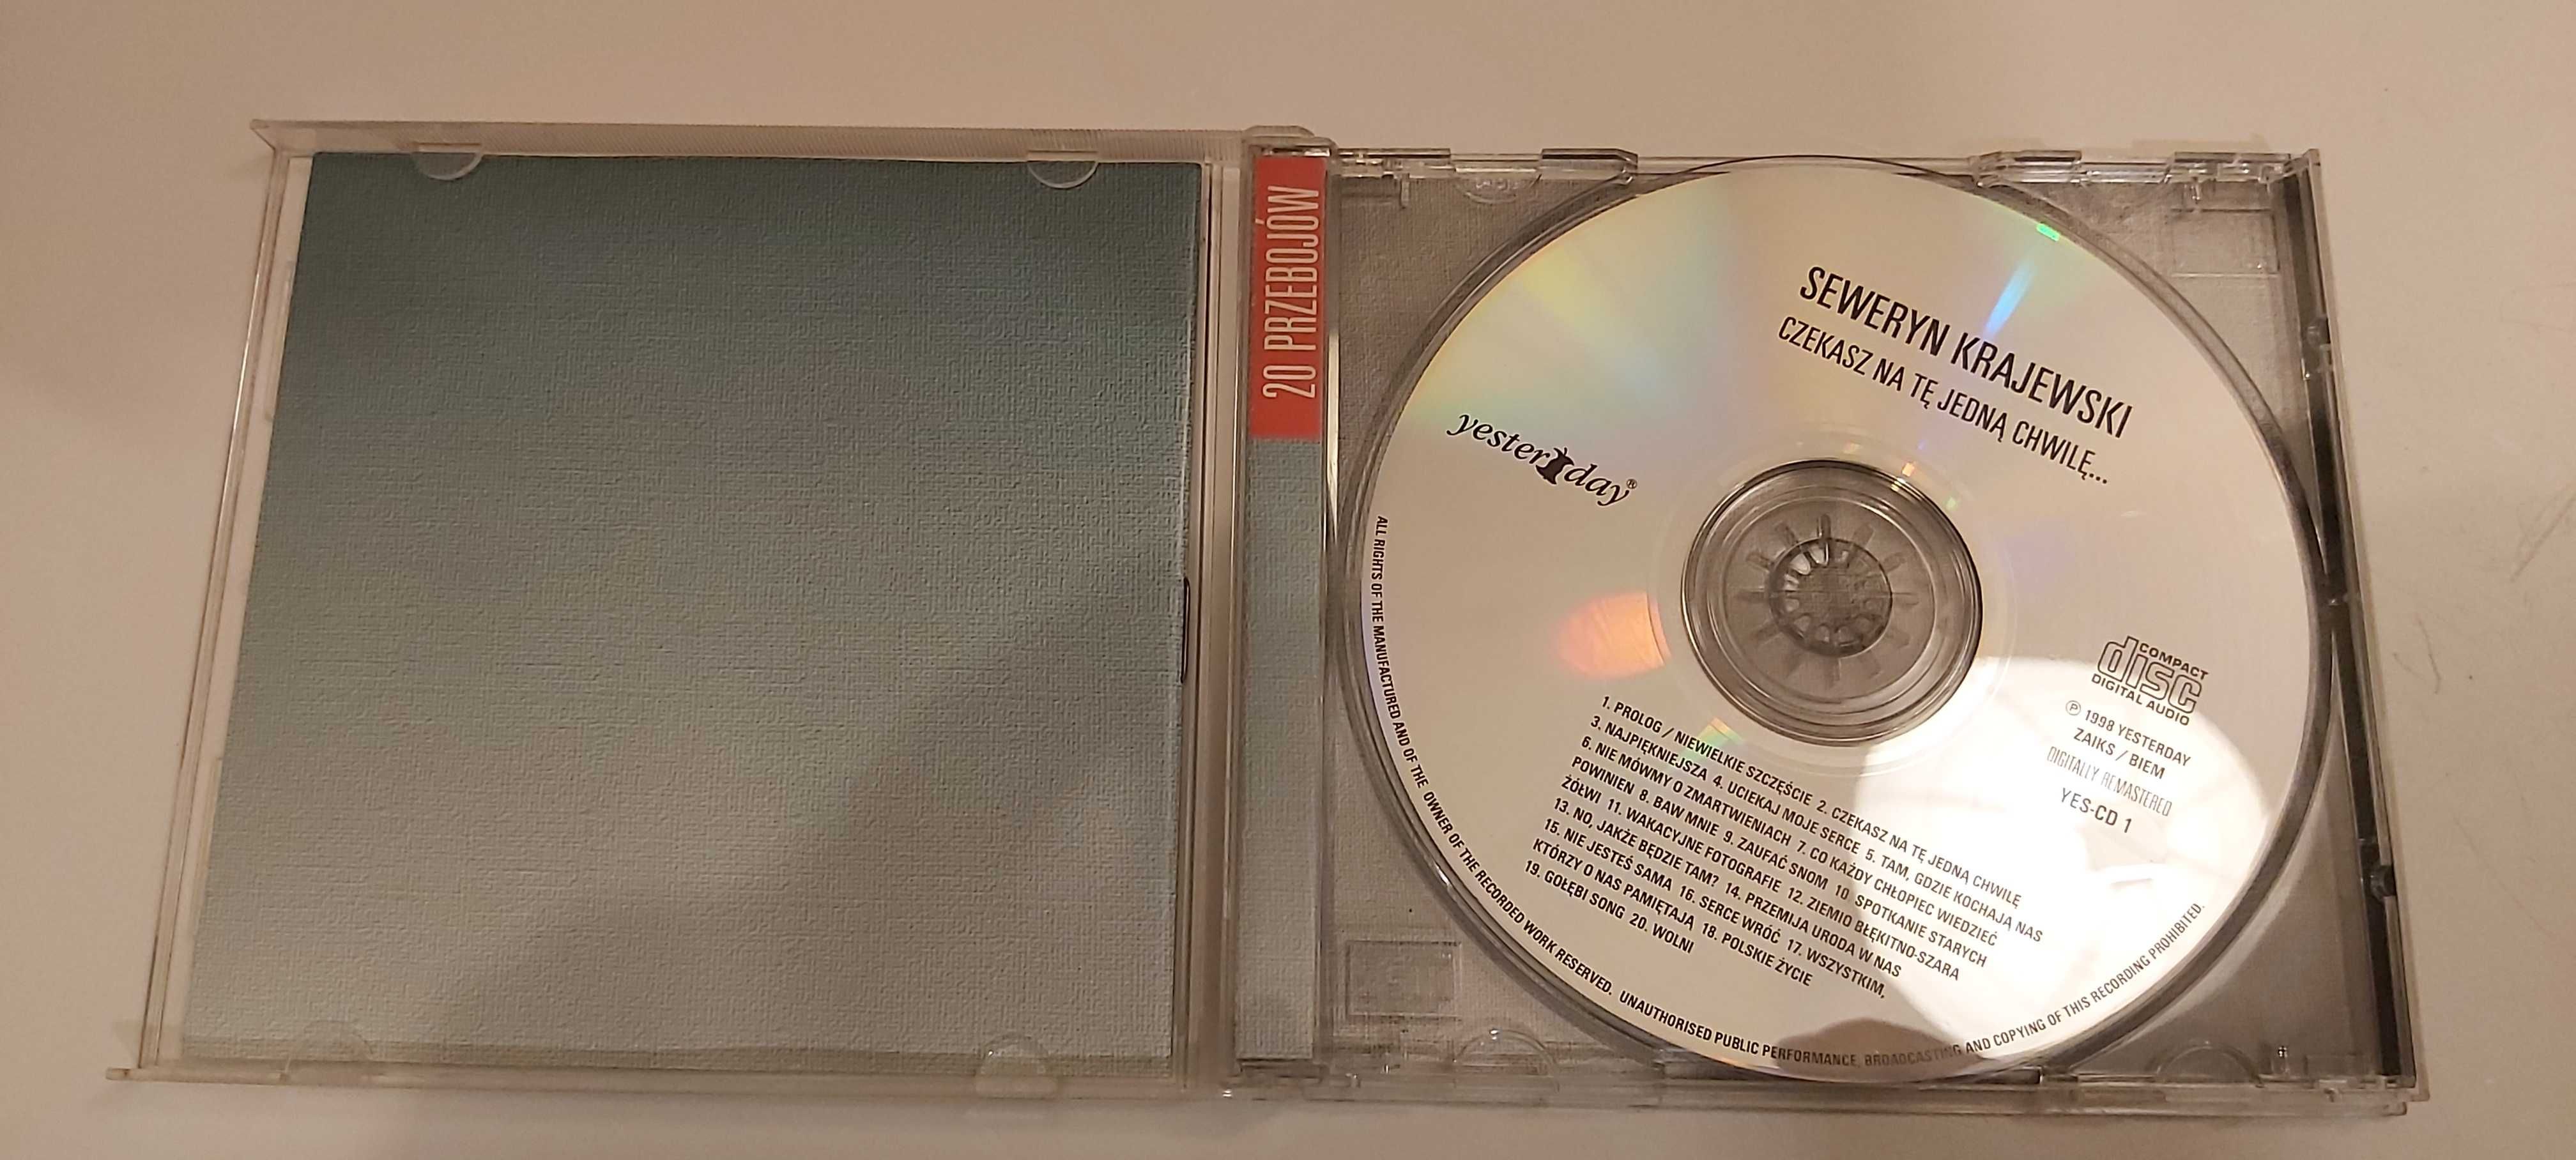 20 PRZEBOJÓW
SEWERYN KRAJEWSKI
CZEKASZ NA TĘ JEDNĄ CHWILĘ...
yesterday®
COMPACT
disc
DIGITAL AUDIO
℗ 1998 YESTERDAY
ZAIKS / BIEM
DIGITALLY REMASTERED
YES-CD 1
1. PROLOG / NIEWIELKIE SZCZĘŚCIE 2. CZEKASZ NA TĘ JEDNĄ CHWILĘ
3. NAJPIĘKNIEJSZA 4. UCIEKAJ MOJE SERCE 5. TAM, GDZIE KOCHAJĄ NAS
6. NIE MÓWMY O ZMARTWIENIACH 7. CO KAŻDY CHŁOPIEC WIEDZIEĆ
POWINIEN 8. BAW MNIE 9. ZAUFAĆ SNOM 10. SPOTKANIE STARYCH
ŻÓŁWI 11. WAKACYJNE FOTOGRAFIE 12. ZIEMIO BŁĘKITNO-SZARA
13. NO, JAKŻE BĘDZIE TAM? 14. PRZEMIJA URODA W NAS
15. NIE JESTEŚ SAMA 16. SERCE WRÓĆ 17. WSZYSTKIM,
KTÓRZY O NAS PAMIĘTAJĄ 18. POLSKIE ŻYCIE
19. GOŁĘBI SONG 20. WOLNI
ALL RIGHTS OF THE MANUFACTURED AND OF THE OWNER OF THE RECORDED WORK RESERVED. UNAUTHORISED PUBLIC PERFORMANCE, BROADCASTING AND COPYING OF THIS RECORDING PROHIBITED.